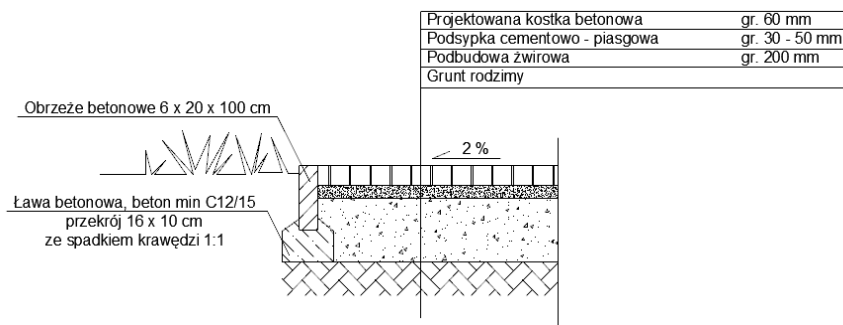 Projektowana kostka betonowa gr. 60 mm
Podsypka cementowo - piasgowa gr. 30 - 50 mm
Podbudowa żwirowa gr. 200 mm
Grunt rodzimy
Obrzeże betonowe 6 x 20 x 100 cm
2 %
Ława betonowa, beton min C12/15
przekrój 16 x 10 cm
ze spadkiem krawędzi 1:1